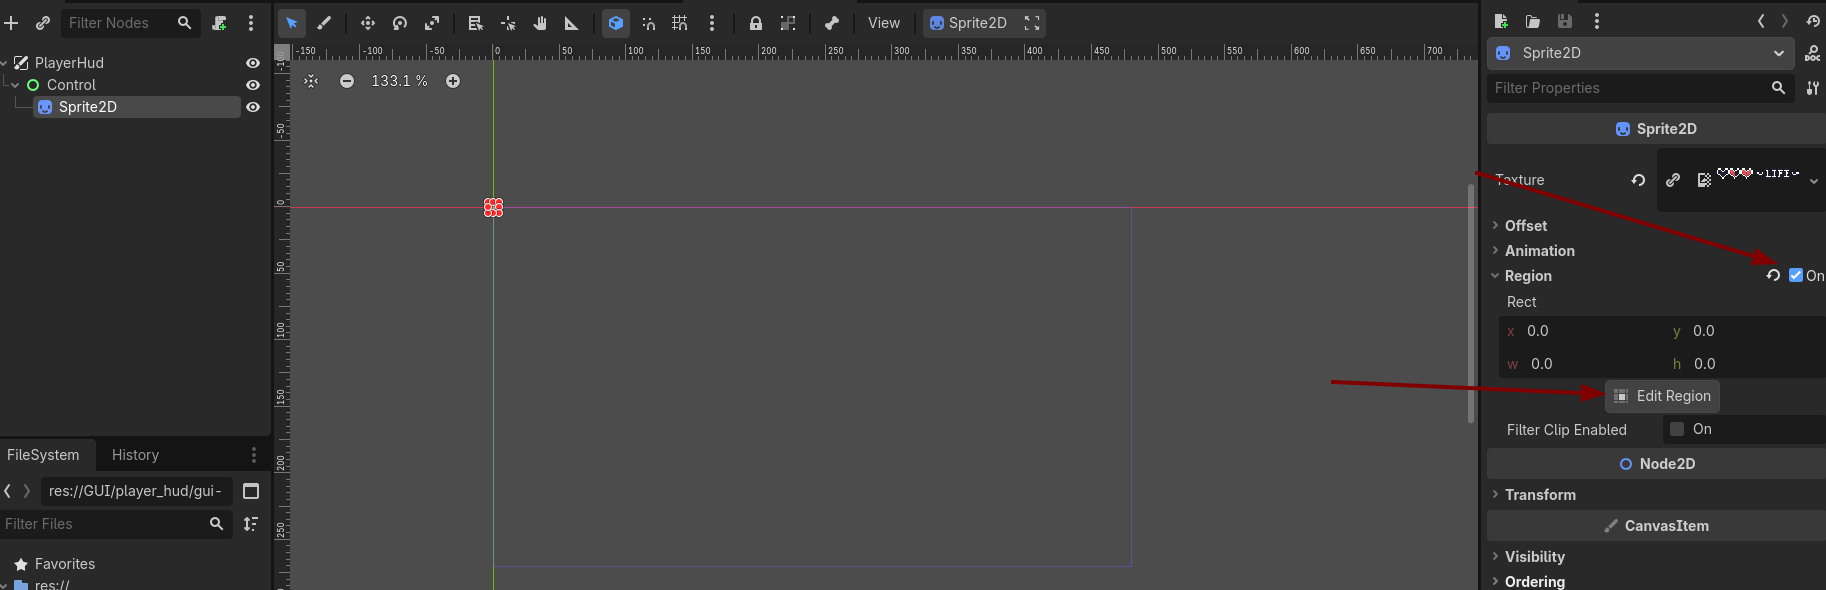 Filter Nodes
PlayerHud
Control
Sprite2D
View
Sprite2D
-150 -100 -50 0 50 100 150 200 250 300 350 400 450 500 550 600 650 700
133.1 %
-50
0
50
100
150
200
250
FileSystem
History
res://GUI/player_hud/gui-
Filter Files
Favorites
res://
Sprite2D
DOC
Filter Properties
Sprite2D
Texture
~LIFE~
Offset
Animation
Region
On
Rect
x 0.0 y 0.0
w 0.0 h 0.0
Edit Region
Filter Clip Enabled
On
Node2D
Transform
CanvasItem
Visibility
Ordering